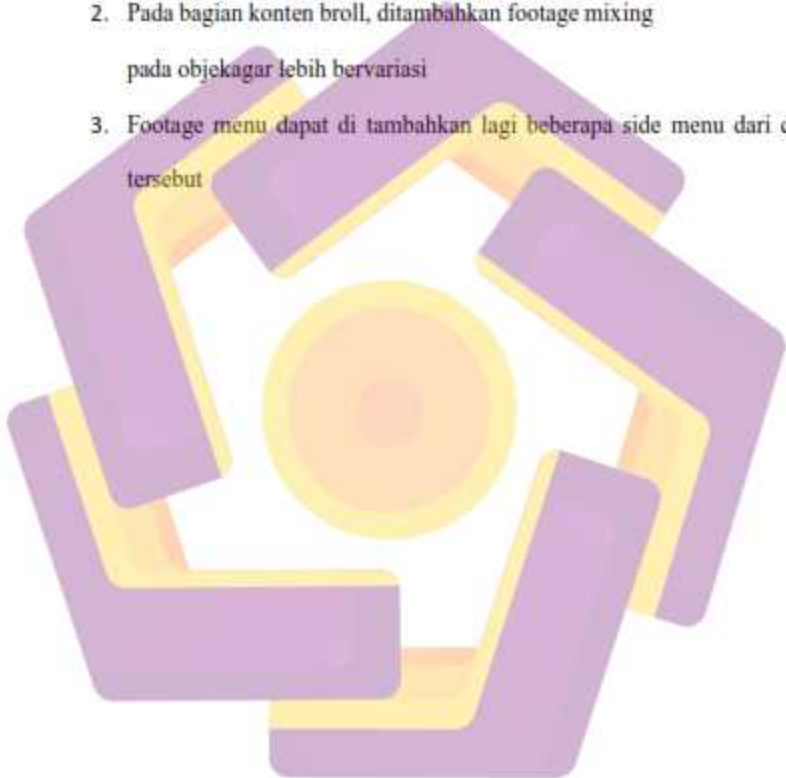 2. Pada bagian konten broll, ditambahkan footage mixing
pada objekagar lebih bervariasi
3. Footage menu dapat di tambahkan lagi beberapa side menu dari
tersebut